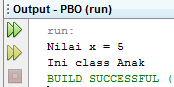 Output - PBO (run)
run:
Nilai x = 5
Ini class Anak
BUILD SUCCESSFUL (